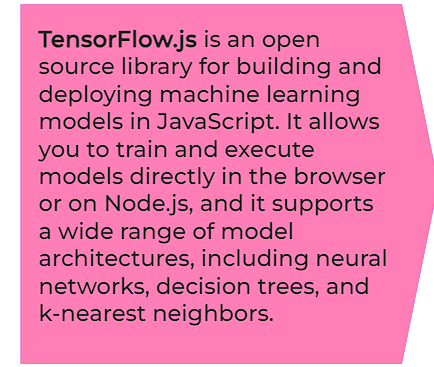 TensorFlow.js is an open
source library for building and
deploying machine learning
models in JavaScript. It allows
you to train and execute
models directly in the browser
or on Node.js, and it supports
a wide range of model
architectures, including neural
networks, decision trees, and
k-nearest neighbors.